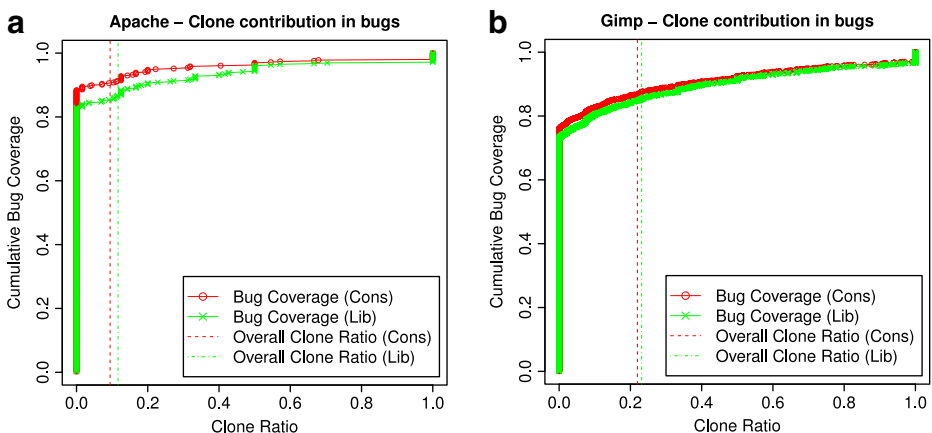 a
Apache – Clone contribution in bugs
Cumulative Bug Coverage
1.0
0.8
0.6
0.4
0.2
0.0
Bug Coverage (Cons)
Bug Coverage (Lib)
Overall Clone Ratio (Cons)
Overall Clone Ratio (Lib)
0.0 0.2 0.4 0.6 0.8 1.0
Clone Ratio
b
Gimp – Clone contribution in bugs
Cumulative Bug Coverage
1.0
0.8
0.6
0.4
0.2
0.0
Bug Coverage (Cons)
Bug Coverage (Lib)
Overall Clone Ratio (Cons)
Overall Clone Ratio (Lib)
0.0 0.2 0.4 0.6 0.8 1.0
Clone Ratio